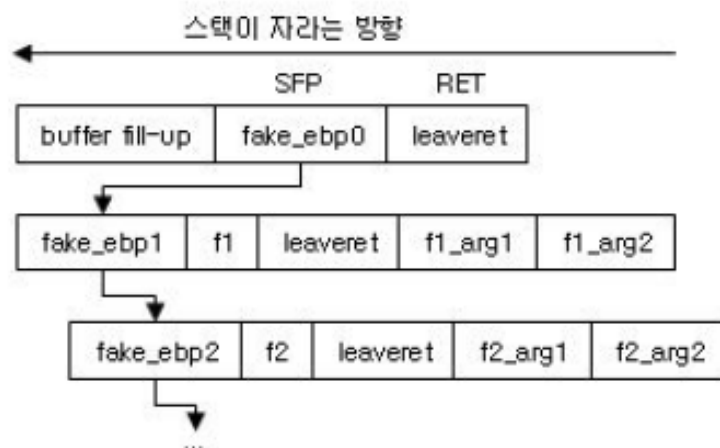 스택이 자라는 방향
SFP RET
buffer fill-up fake_ebp0 leaveret
fake_ebp1 f1 leaveret f1_arg1 f1_arg2
fake_ebp2 f2 leaveret f2_arg1 f2_arg2
...